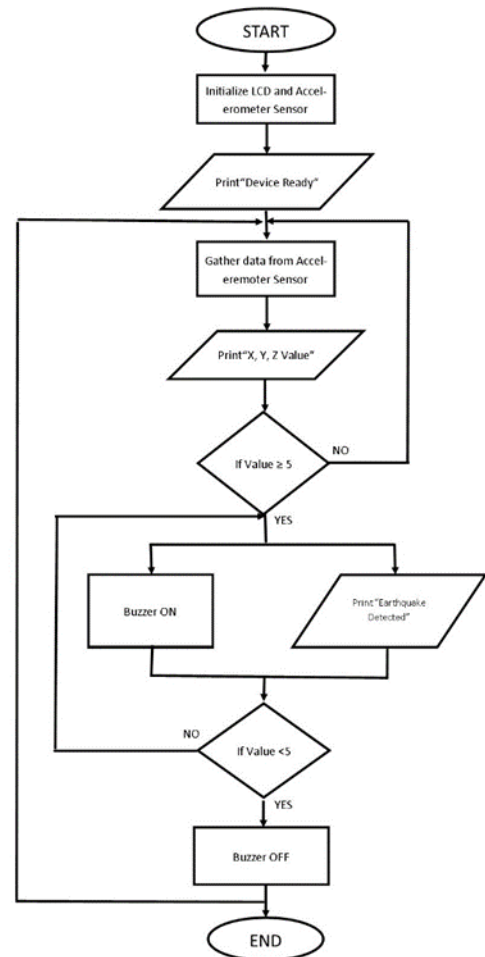 START
Initialize LCD and Accel-
erometer Sensor
Print“Device Ready”
Gather data from Accel-
eremoter Sensor
Print“X, Y, Z Value”
If Value ≥ 5
NO
YES
Buzzer ON
Print “Earthquake
Detected”
NO
If Value <5
YES
Buzzer OFF
END